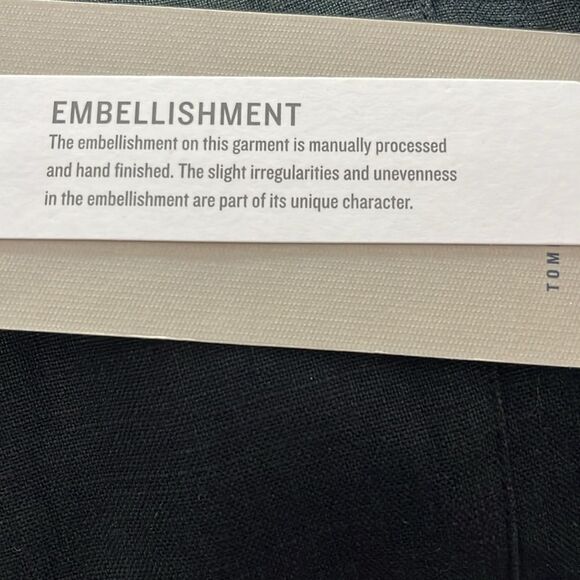 EMBELLISHMENT
The embellishment on this garment is manually processed
and hand finished. The slight irregularities and unevenness
in the embellishment are part of its unique character.
TOM